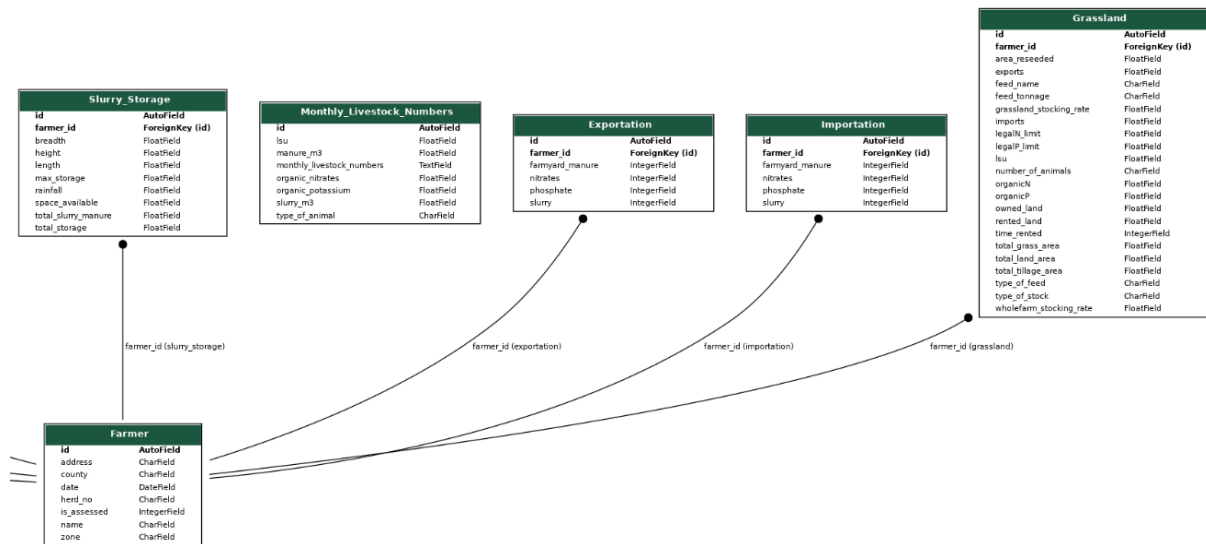 Slurry_Storage
id AutoField
farmer_id ForeignKey (id)
breadth FloatField
height FloatField
length FloatField
max_storage FloatField
rainfall FloatField
space_available FloatField
total_slurry_manure FloatField
total_storage FloatField
Monthly_Livestock_Numbers
id AutoField
lsu FloatField
manure_m3 FloatField
monthly_livestock_numbers TextField
organic_nitrates FloatField
organic_potassium FloatField
slurry_m3 FloatField
type_of_animal CharField
Exportation
id AutoField
farmer_id ForeignKey (id)
farmyard_manure IntegerField
nitrates IntegerField
phosphate IntegerField
slurry IntegerField
Importation
id AutoField
farmer_id ForeignKey (id)
farmyard_manure IntegerField
nitrates IntegerField
phosphate IntegerField
slurry IntegerField
Grassland
id AutoField
farmer_id ForeignKey (id)
area_reseeded FloatField
exports FloatField
feed_name CharField
feed_tonnage CharField
grassland_stocking_rate FloatField
imports FloatField
legalN_limit FloatField
legalP_limit FloatField
lsu FloatField
number_of_animals CharField
organicN FloatField
organicP FloatField
owned_land FloatField
rented_land FloatField
time_rented IntegerField
total_grass_area FloatField
total_land_area FloatField
total_tillage_area FloatField
type_of_feed CharField
type_of_stock CharField
wholefarm_stocking_rate FloatField
farmer_id (slurry_storage)
farmer_id (exportation)
farmer_id (importation)
farmer_id (grassland)
Farmer
id AutoField
address CharField
county CharField
date DateField
herd_no CharField
is_assessed IntegerField
name CharField
zone CharField